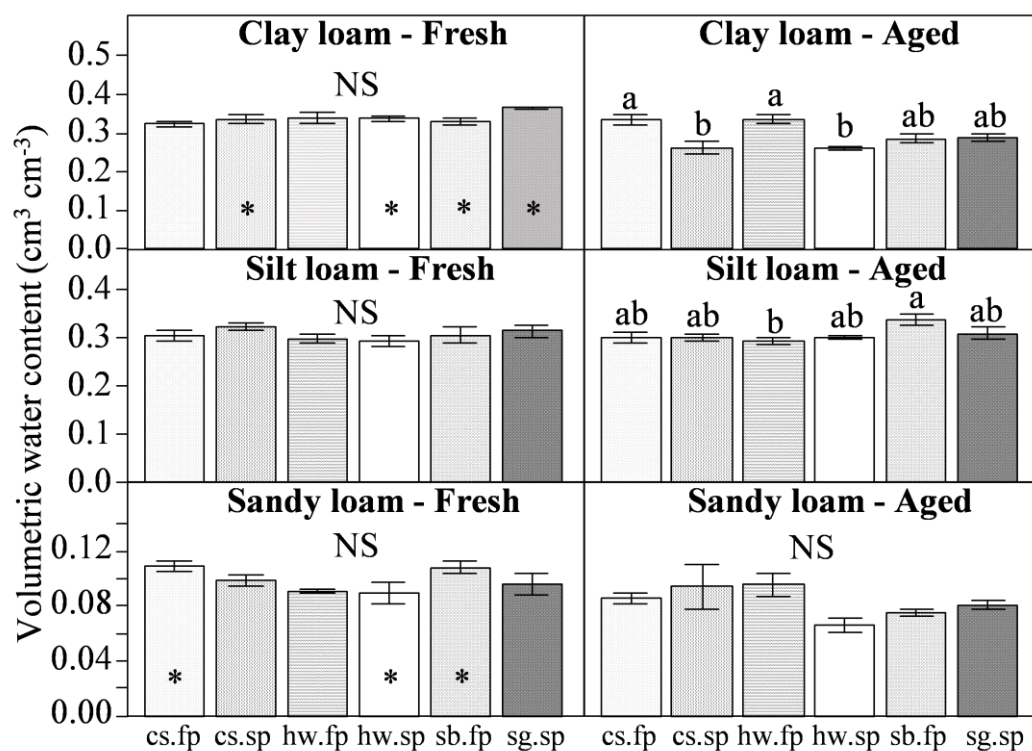 Volumetric water content (cm³ cm⁻³)
Clay loam - Fresh
NS
0.5
0.4
0.3
0.2
0.1
0.0
* * * *
Clay loam - Aged
a b a b ab ab
Silt loam - Fresh
NS
0.4
0.3
0.2
0.1
0.0
Silt loam - Aged
ab ab b ab a ab
Sandy loam - Fresh
NS
0.12
0.08
0.04
0.00
* * *
Sandy loam - Aged
NS
cs.fp cs.sp hw.fp hw.sp sb.fp sg.sp
cs.fp cs.sp hw.fp hw.sp sb.fp sg.sp